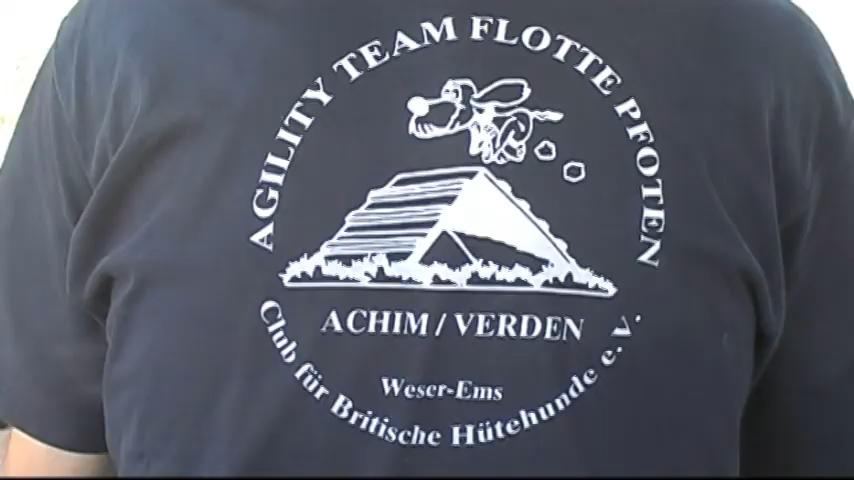 AGILITY TEAM FLOTTE PFOTEN
ACHIM / VERDEN
Weser-Ems
Club für Britische Hütehunde e. V.